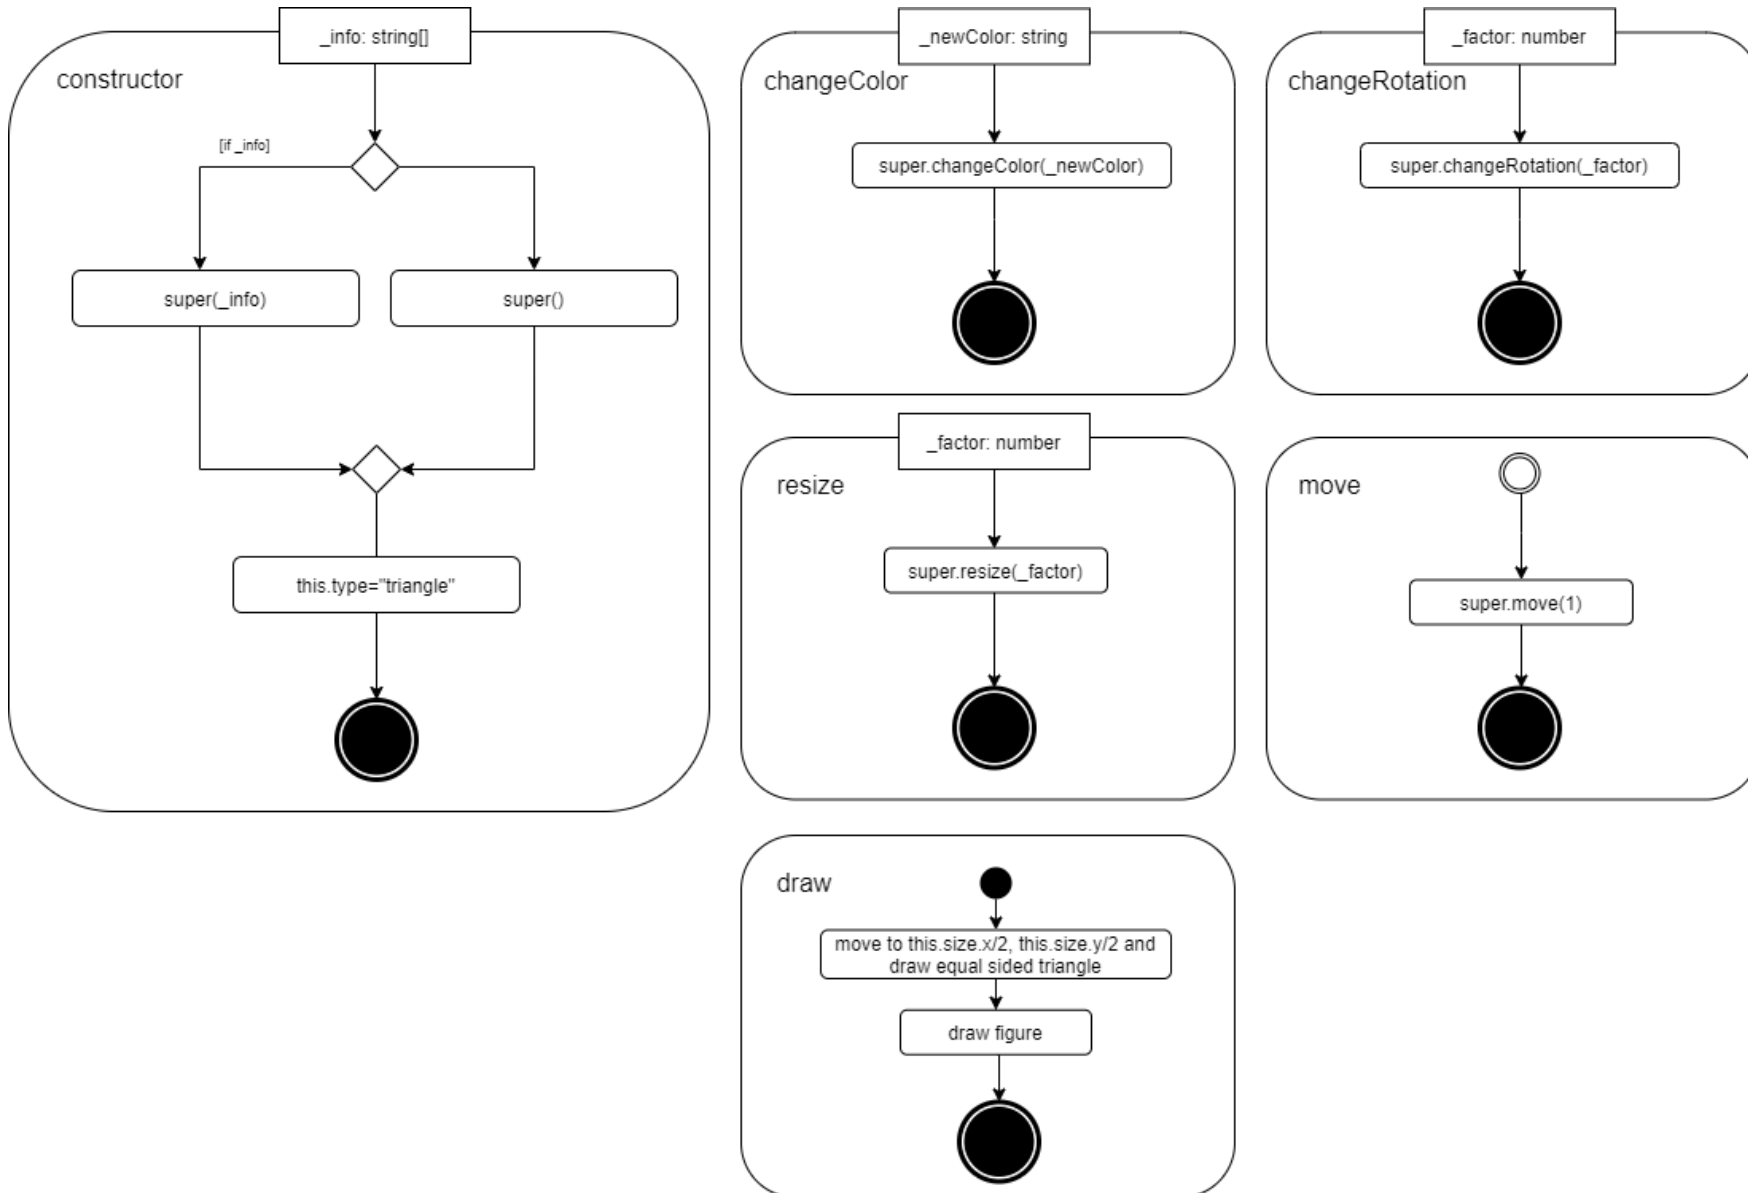 _info: string[]
constructor
[if _info]
super(_info)
super()
this.type="triangle"
_newColor: string
changeColor
super.changeColor(_newColor)
_factor: number
changeRotation
super.changeRotation(_factor)
_factor: number
resize
super.resize(_factor)
move
super.move(1)
draw
move to this.size.x/2, this.size.y/2 and
draw equal sided triangle
draw figure